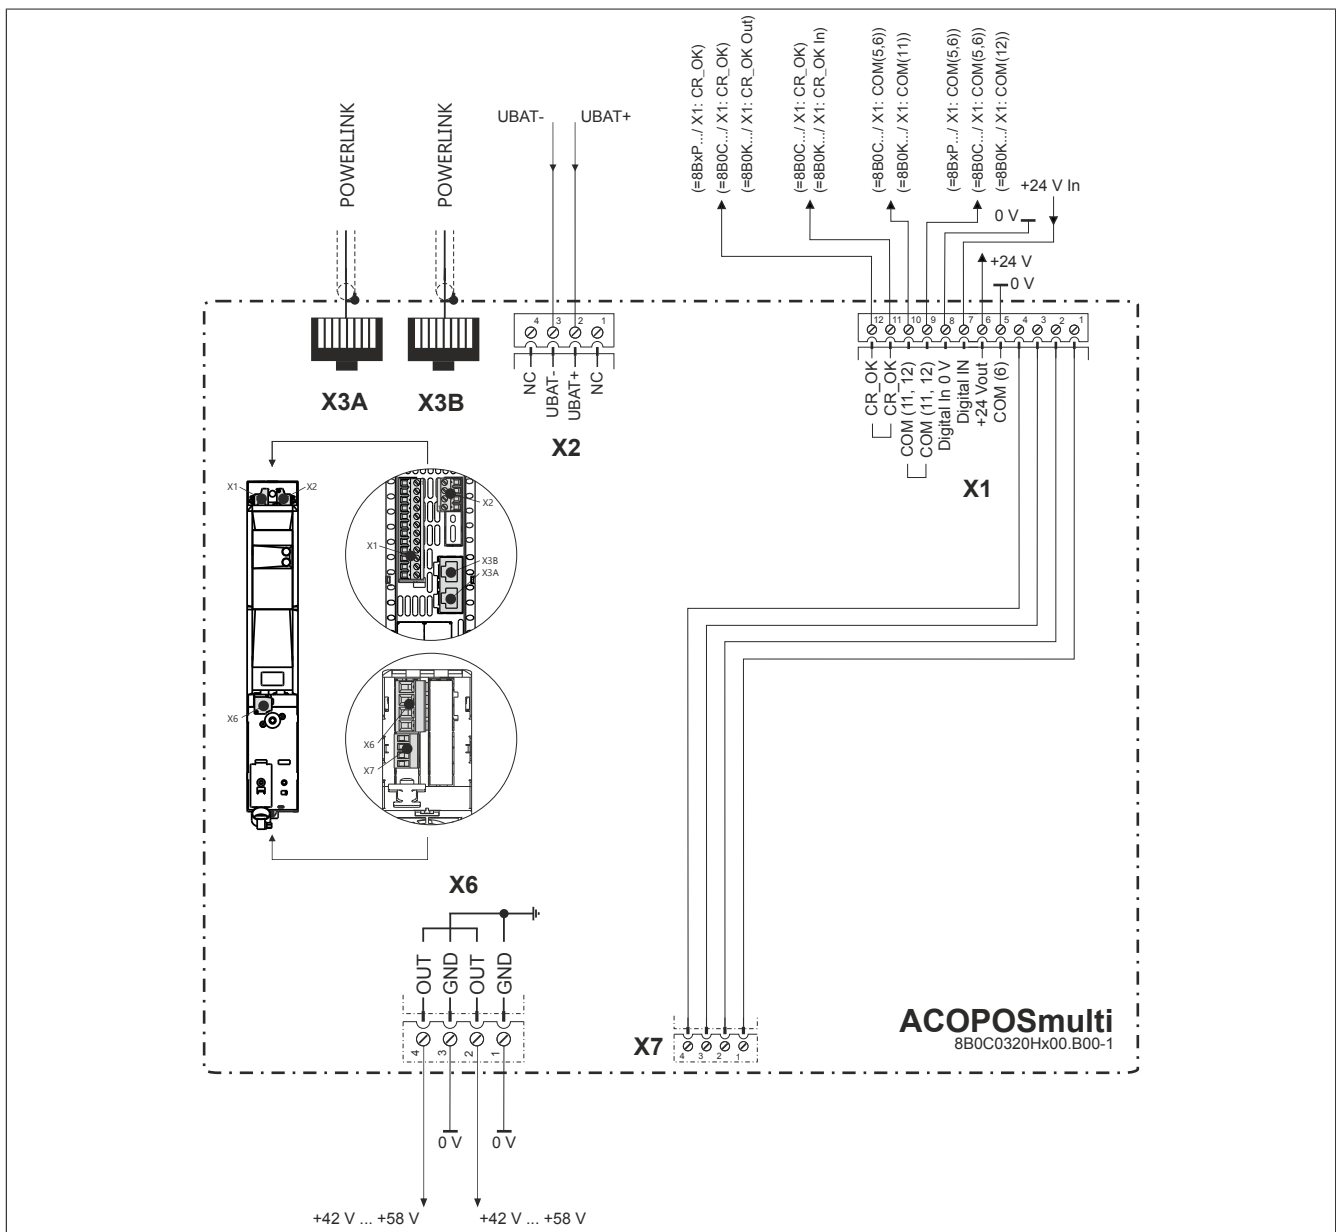 (=8BxP.../ X1: CR_OK)
(=8B0C.../ X1: CR_OK)
(=8B0K.../ X1: CR_OK Out)
(=8B0C.../ X1: CR_OK)
(=8B0K.../ X1: CR_OK In)
(=8B0C.../ X1: COM(5,6))
(=8B0K.../ X1: COM(11))
(=8BxP.../ X1: COM(5,6))
(=8B0C.../ X1: COM(5,6))
(=8B0K.../ X1: COM(12))
POWERLINK
POWERLINK
UBAT-
UBAT+
+24 V In
0 V
+24 V
0 V
4 3 2 1
12 11 10 9 8 7 6 5 4 3 2 1
NC
UBAT-
UBAT+
NC
CR_OK
CR_OK
COM (11, 12)
COM (11, 12)
Digital In 0 V
Digital IN
+24 Vout
COM (6)
X3A
X3B
X2
X1
X1
X2
X2
X1
X3B
X3A
X6
X6
X7
X6
OUT
GND
OUT
GND
4 3 2 1
X7
4 3 2 1
ACOPOSmulti
8B0C0320Hx00.B00-1
0 V
0 V
+42 V ... +58 V
+42 V ... +58 V